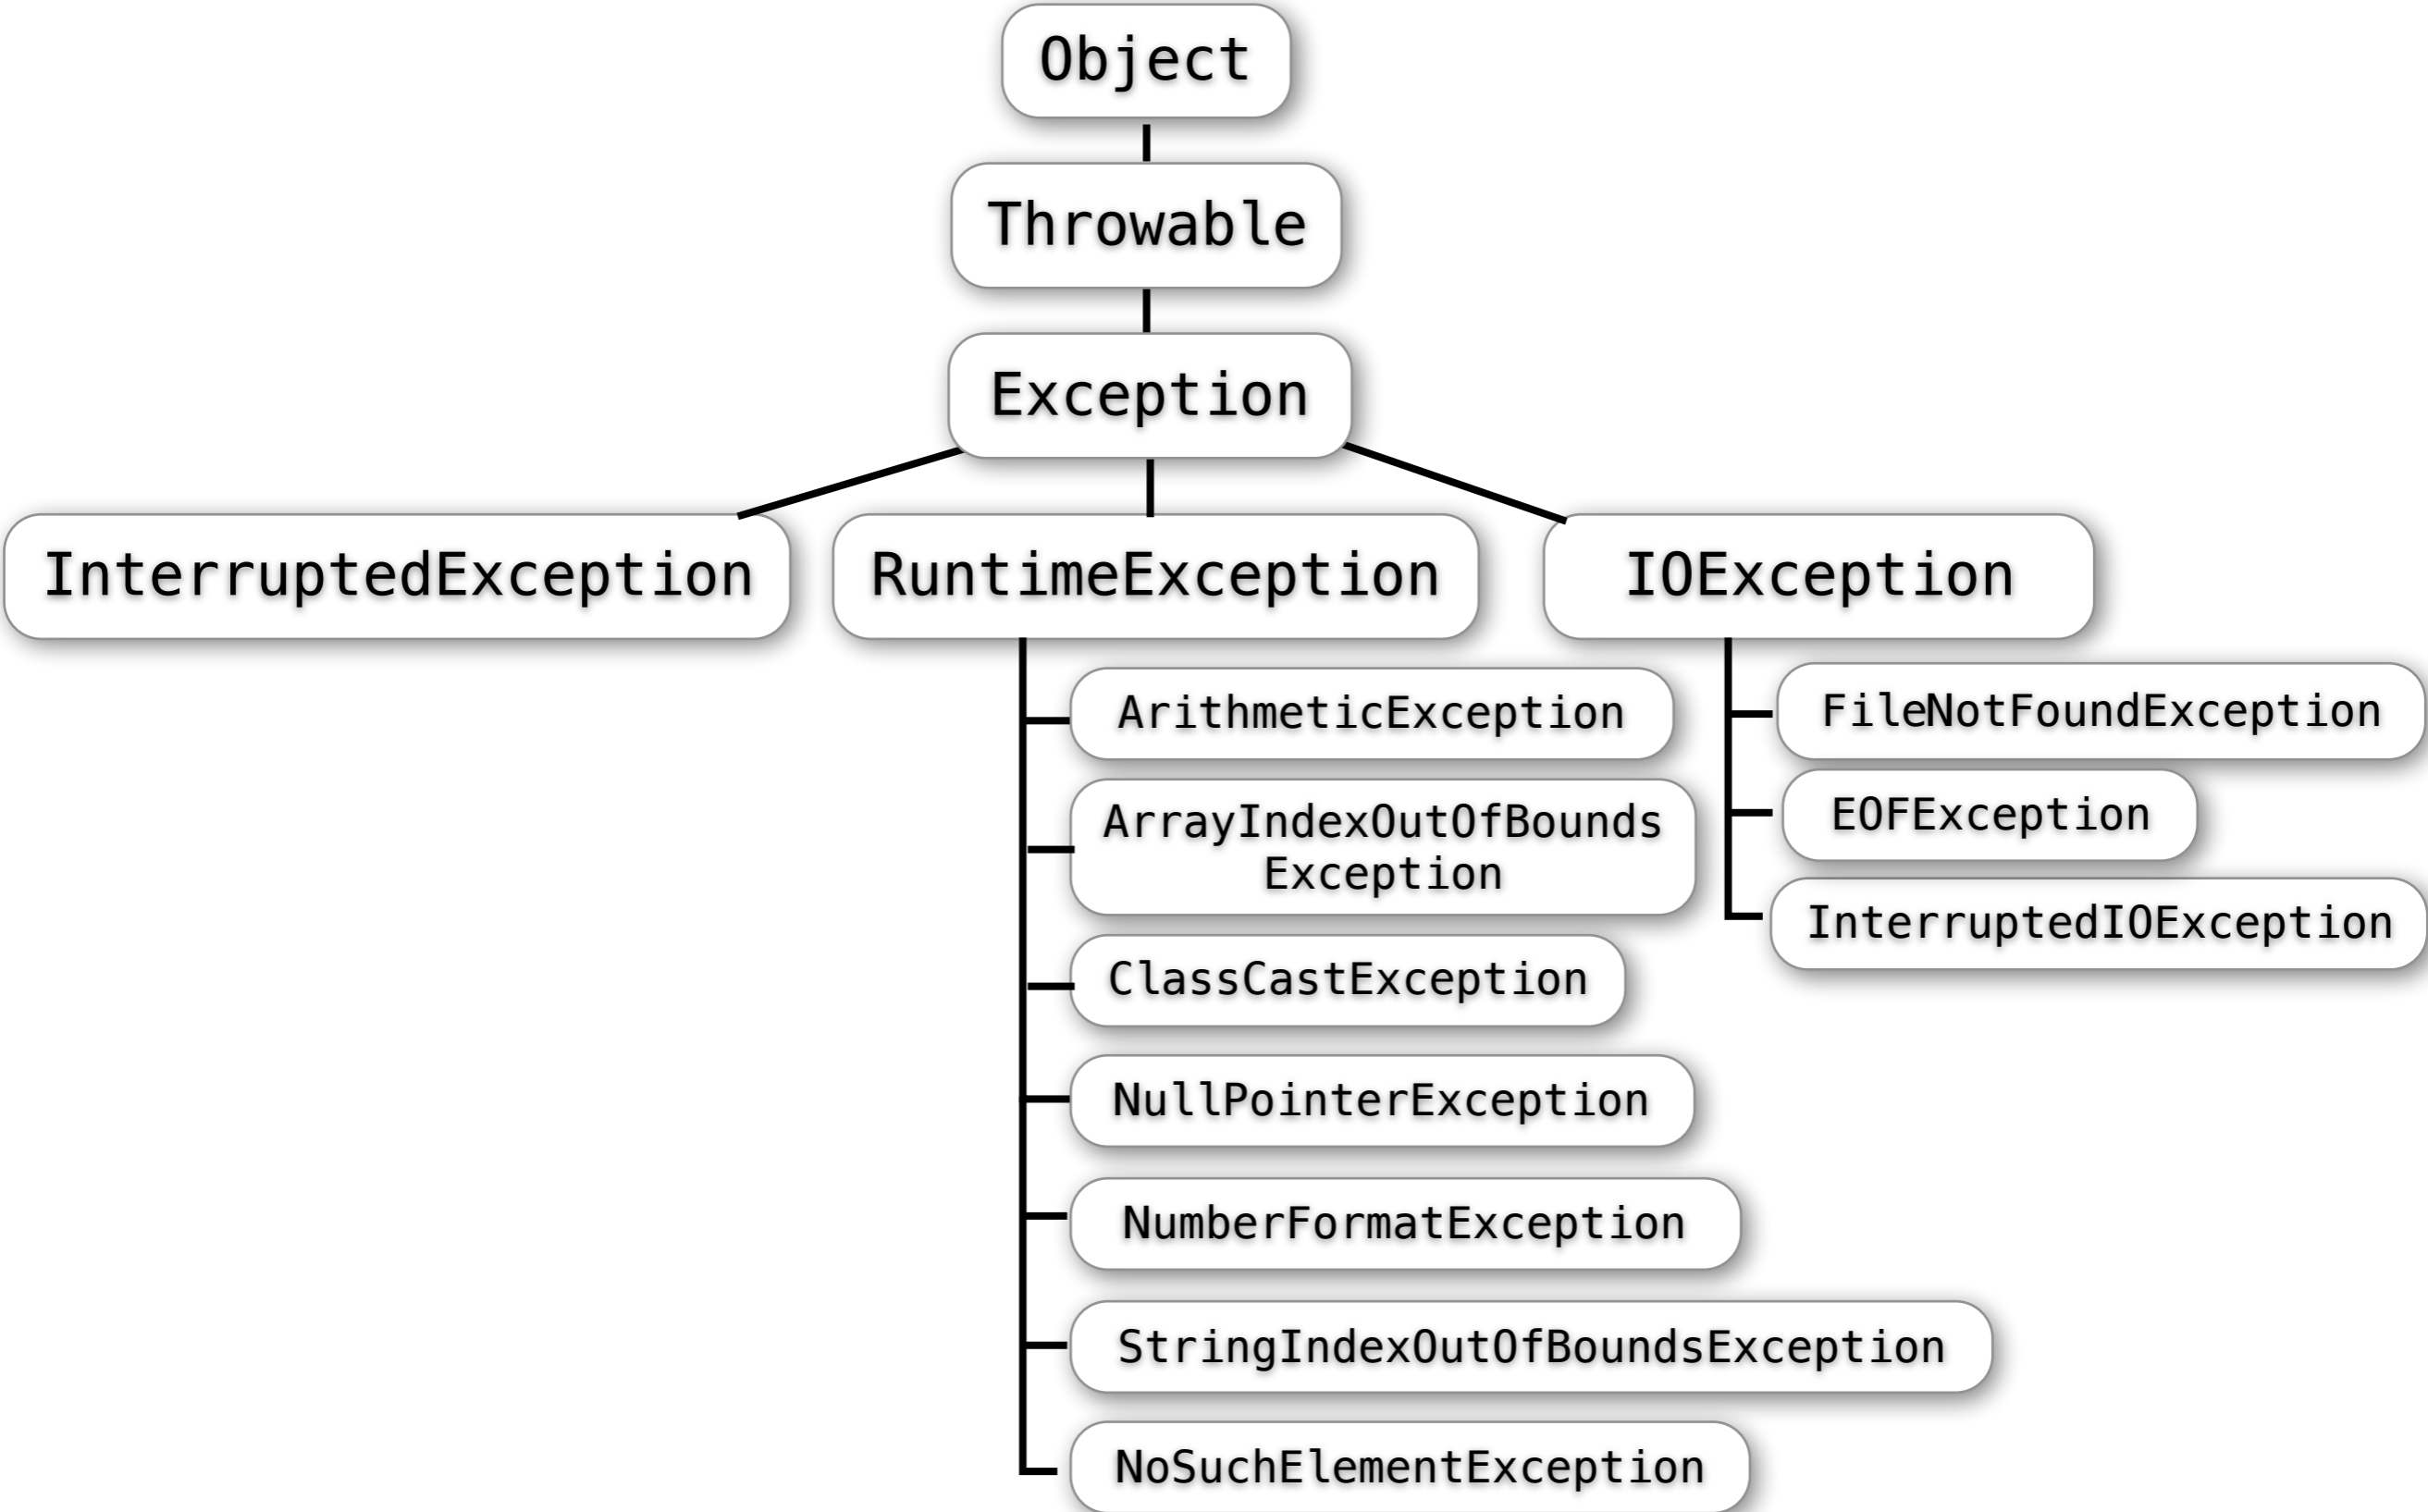 Object
Throwable
Exception
InterruptedException
RuntimeException
IOException
ArithmeticException
ArrayIndexOutOfBounds
Exception
ClassCastException
NullPointerException
NumberFormatException
StringIndexOutOfBoundsException
NoSuchElementException
FileNotFoundException
EOFException
InterruptedIOException